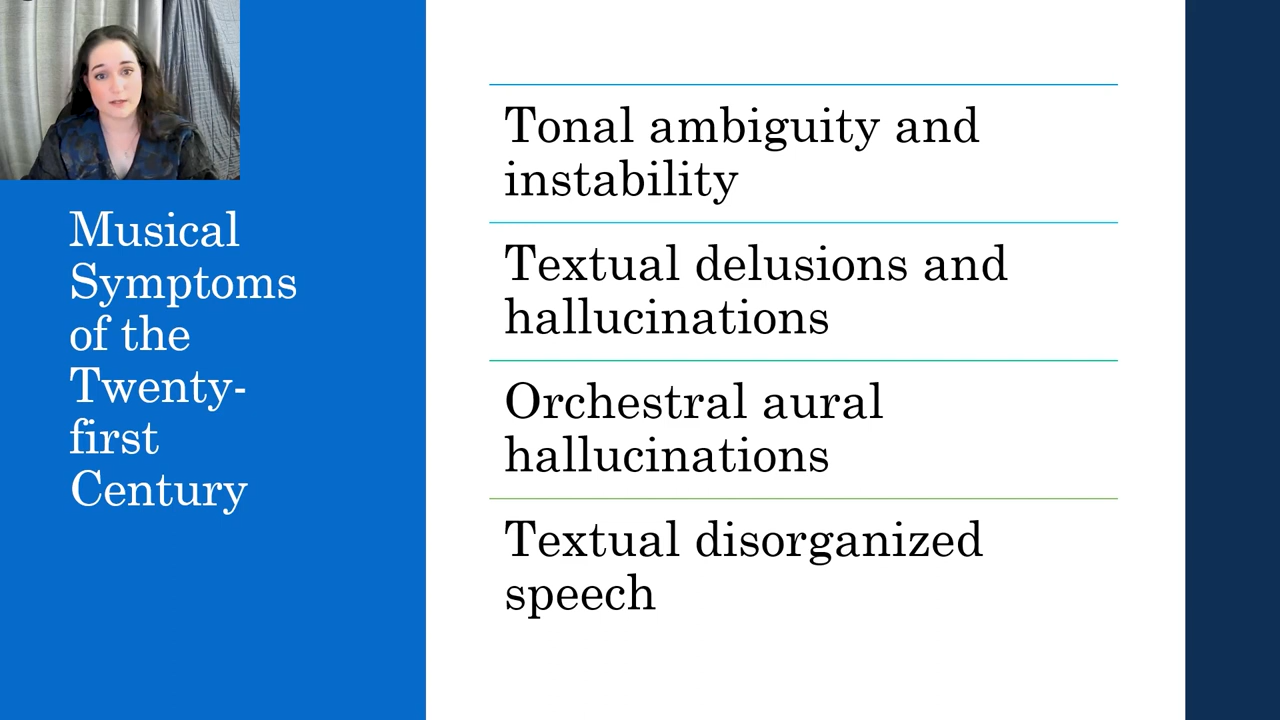 Musical
Symptoms
of the
Twenty-
first
Century
Tonal ambiguity and
instability
Textual delusions and
hallucinations
Orchestral aural
hallucinations
Textual disorganized
speech